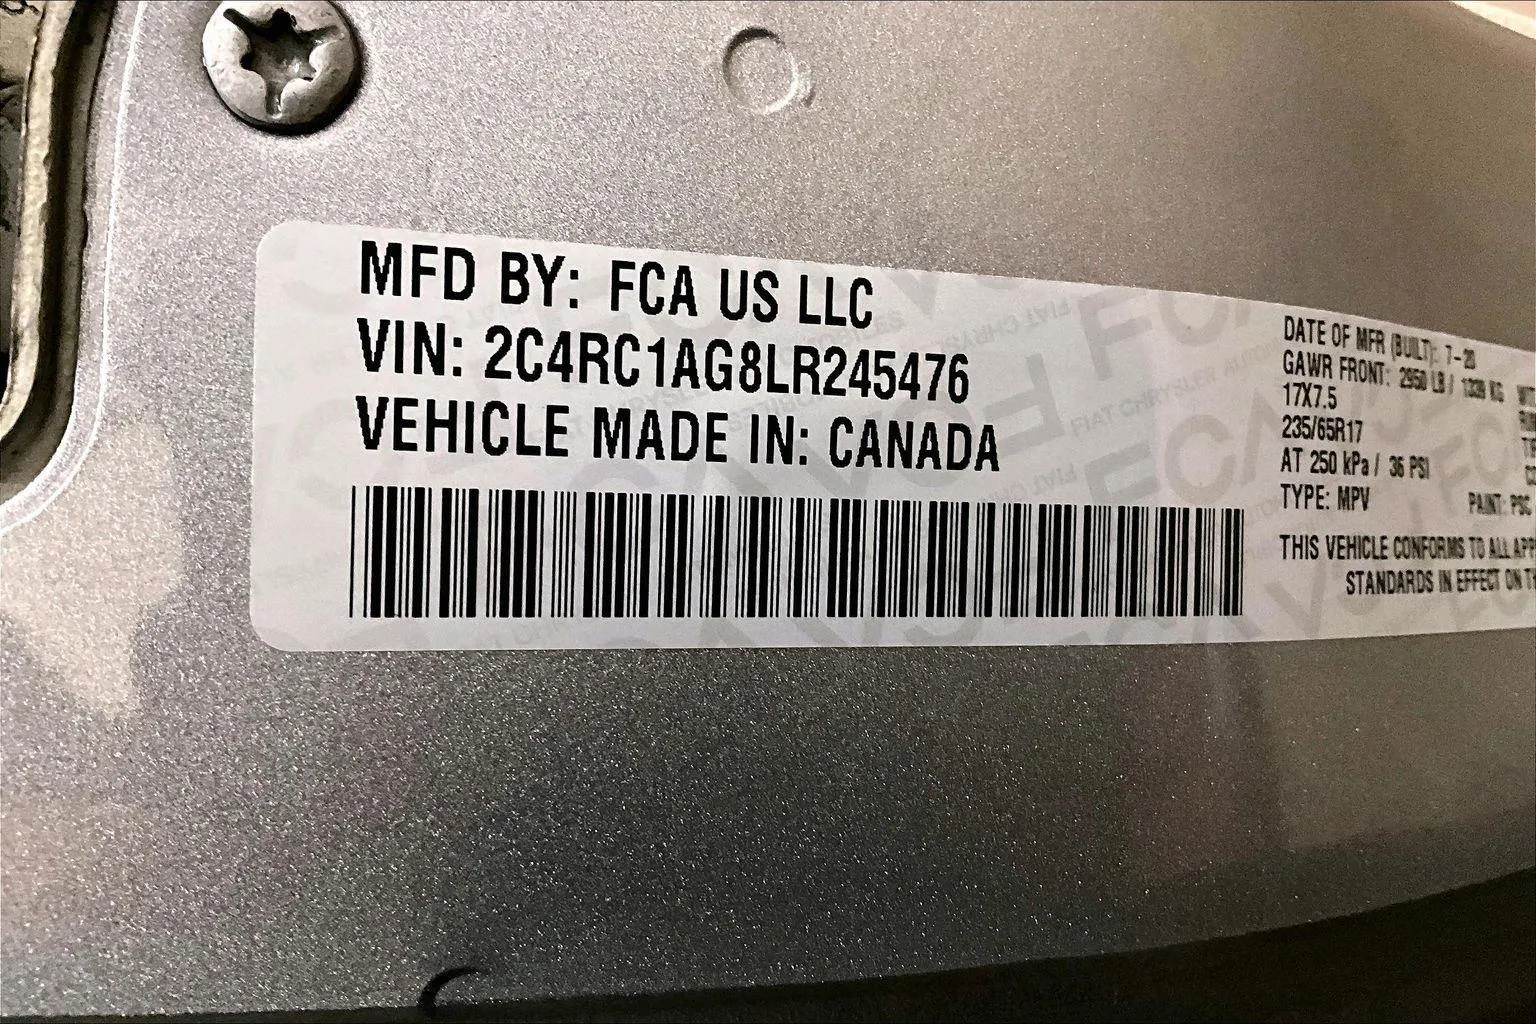 MFD BY: FCA US LLC
VIN: 2C4RC1AG8LR245476
VEHICLE MADE IN: CANADA
DATE OF MFR (BUILT): 7-20
GAWR FRONT: 2950 LB / 1338 KG
17X7.5
235/65R17
AT 250 kPa / 36 PSI
TYPE: MPV PAINT: PSC
THIS VEHICLE CONFORMS TO ALL APP
STANDARDS IN EFFECT ON